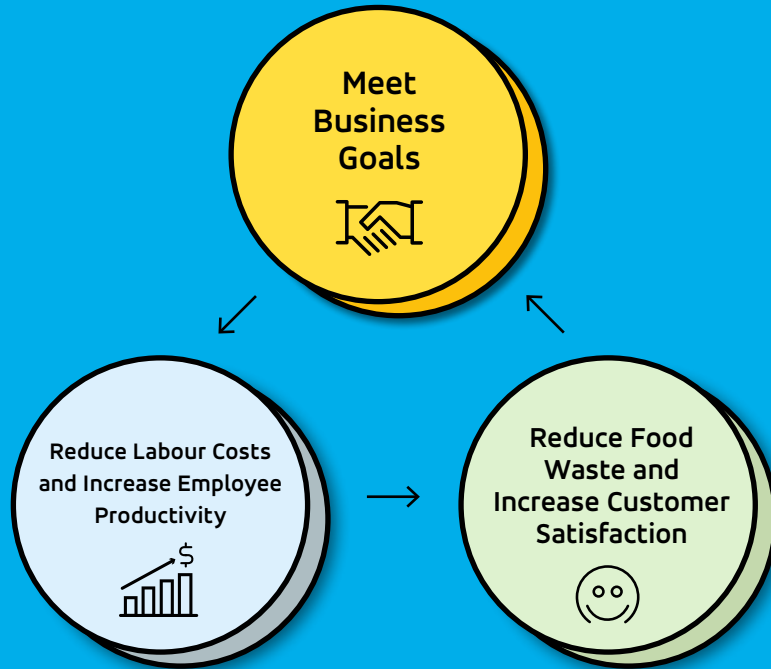 Meet
Business
Goals
Reduce Labour Costs
and Increase Employee
Productivity
$
Reduce Food
Waste and
Increase Customer
Satisfaction